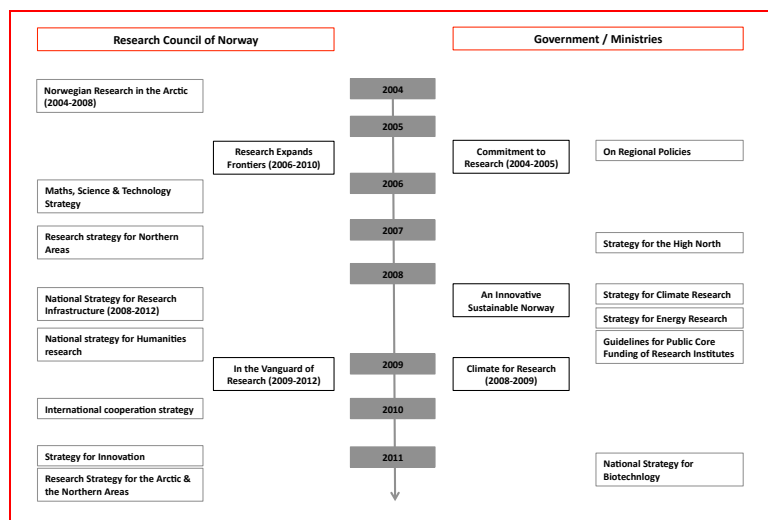 Research Council of Norway
Government / Ministries
Norwegian Research in the Arctic
(2004-2008)
2004
2005
Research Expands
Frontiers (2006-2010)
Commitment to
Research (2004-2005)
On Regional Policies
Maths, Science & Technology
Strategy
2006
Research strategy for Northern
Areas
2007
Strategy for the High North
2008
National Strategy for Research
Infrastructure (2008-2012)
An Innovative
Sustainable Norway
Strategy for Climate Research
Strategy for Energy Research
National strategy for Humanities
research
Guidelines for Public Core
Funding of Research Institutes
In the Vanguard of
Research (2009-2012)
2009
Climate for Research
(2008-2009)
International cooperation strategy
2010
Strategy for Innovation
2011
National Strategy for
Biotechnlogy
Research Strategy for the Arctic &
the Northern Areas